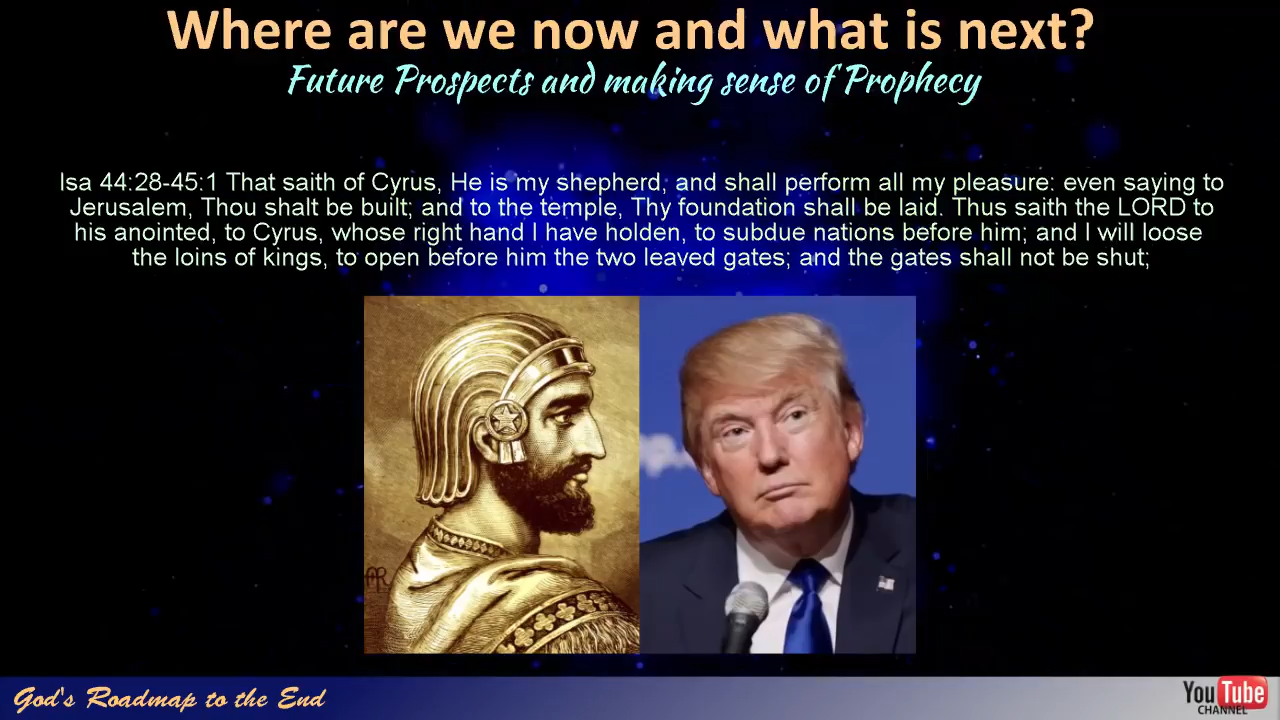 Where are we now and what is next?
Future Prospects and making sense of Prophecy
Isa 44:28-45:1 That saith of Cyrus, He is my shepherd, and shall perform all my pleasure: even saying to
Jerusalem, Thou shalt be built; and to the temple, Thy foundation shall be laid. Thus saith the LORD to
his anointed, to Cyrus, whose right hand I have holden, to subdue nations before him; and I will loose
the loins of kings, to open before him the two leaved gates; and the gates shall not be shut;
AR
God's Roadmap to the End
YouTube
CHANNEL